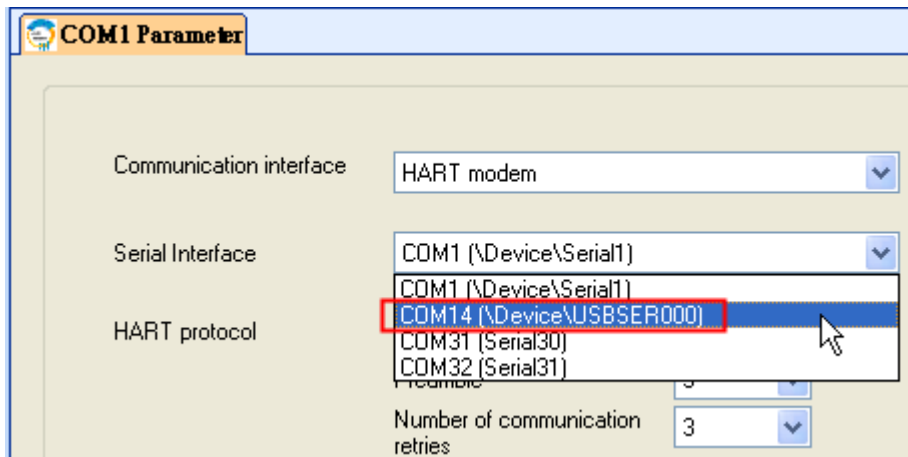 COM1 Parameter
Communication interface
HART modem
Serial Interface
COM1 (\Device\Serial1)
COM1 (\Device\Serial1)
COM14 (\Device\USBSER000)
HART protocol
COM31 (Serial30)
COM32 (Serial31)
Number of communication
retries
3